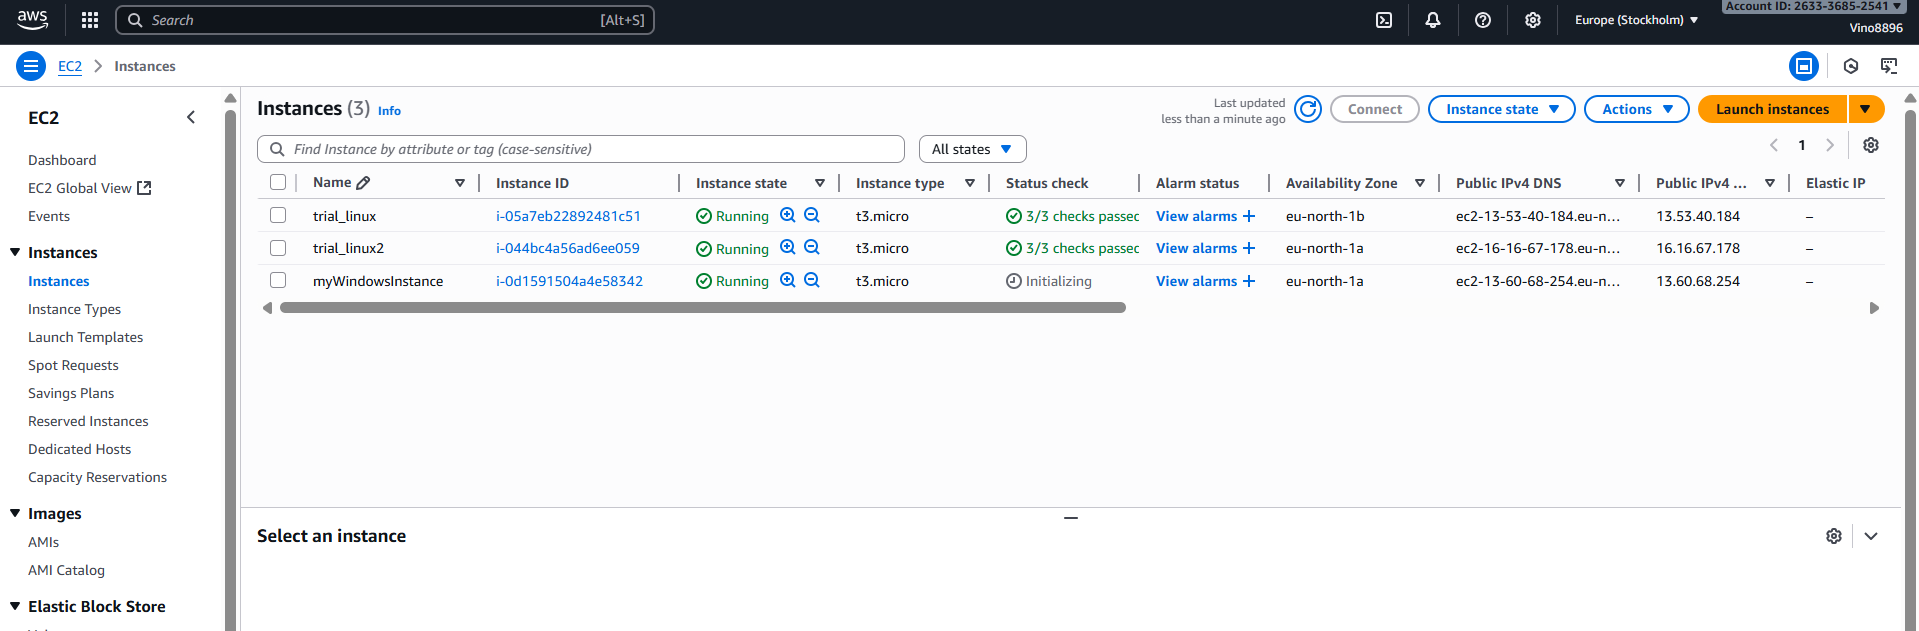 aws
Search [Alt+S]
Europe (Stockholm)
Account ID: 2633-3685-2541
Vino8896
EC2 > Instances
EC2
Dashboard
EC2 Global View
Events
Instances
Instances
Instance Types
Launch Templates
Spot Requests
Savings Plans
Reserved Instances
Dedicated Hosts
Capacity Reservations
Images
AMIs
AMI Catalog
Elastic Block Store
Instances (3) Info
Last updated
less than a minute ago
Connect
Instance state
Actions
Launch instances
Find Instance by attribute or tag (case-sensitive)
All states
1
Name Instance ID Instance state Instance type Status check Alarm status Availability Zone Public IPv4 DNS Public IPv4 ... Elastic IP
trial_linux i-05a7eb22892481c51 Running t3.micro 3/3 checks passed View alarms + eu-north-1b ec2-13-53-40-184.eu-n... 13.53.40.184 –
trial_linux2 i-044bc4a56ad6ee059 Running t3.micro 3/3 checks passed View alarms + eu-north-1a ec2-16-16-67-178.eu-n... 16.16.67.178 –
myWindowsInstance i-0d1591504a4e58342 Running t3.micro Initializing View alarms + eu-north-1a ec2-13-60-68-254.eu-n... 13.60.68.254 –
Select an instance